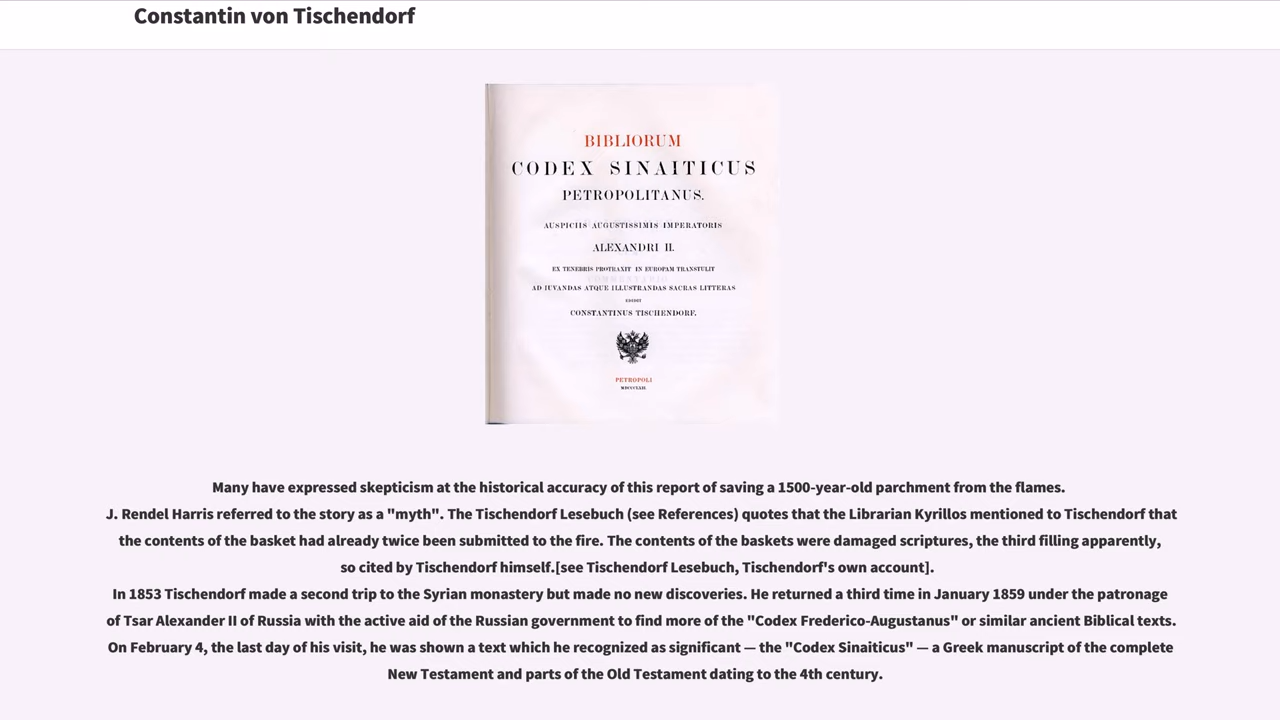 Constantin von Tischendorf
BIBLIORUM
CODEX SINAITICUS
PETROPOLITANUS.
AUSPICIIS AUGUSTISSIMIS IMPERATORIS
ALEXANDRI II.
EX TENEBRIS PROTRAXIT IN EUROPAM TRANSTULIT
AD IUVANDAS ATQUE ILLUSTRANDAS SACRAS LITTERAS
EDIDIT
CONSTANTINUS TISCHENDORF.
PETROPOLI
Many have expressed skepticism at the historical accuracy of this report of saving a 1500-year-old parchment from the flames.
J. Rendel Harris referred to the story as a "myth". The Tischendorf Lesebuch (see References) quotes that the Librarian Kyrillos mentioned to Tischendorf that
the contents of the basket had already twice been submitted to the fire. The contents of the baskets were damaged scriptures, the third filling apparently,
so cited by Tischendorf himself.[see Tischendorf Lesebuch, Tischendorf's own account].
In 1853 Tischendorf made a second trip to the Syrian monastery but made no new discoveries. He returned a third time in January 1859 under the patronage
of Tsar Alexander II of Russia with the active aid of the Russian government to find more of the "Codex Frederico-Augustanus" or similar ancient Biblical texts.
On February 4, the last day of his visit, he was shown a text which he recognized as significant — the "Codex Sinaiticus" — a Greek manuscript of the complete
New Testament and parts of the Old Testament dating to the 4th century.